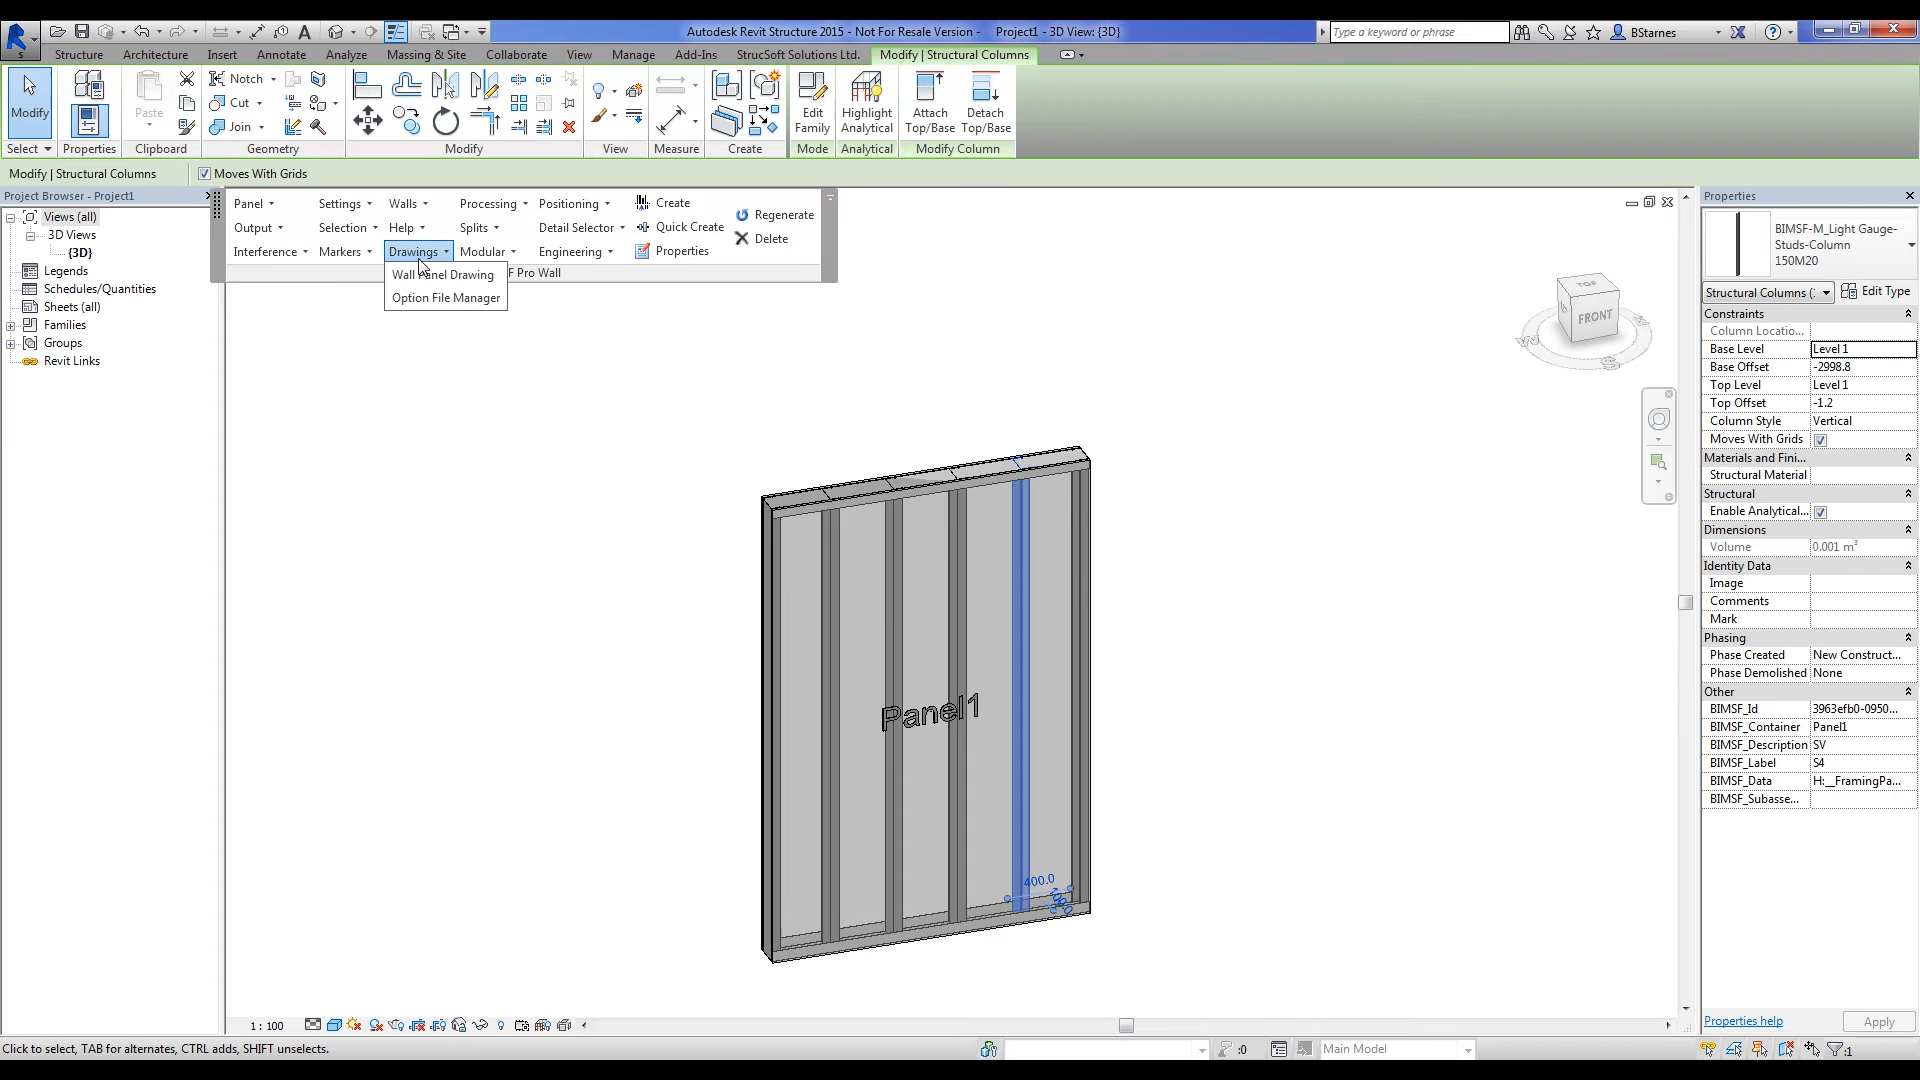 Autodesk Revit Structure 2015 - Not For Resale Version - Project1 - 3D View: {3D}
Type a keyword or phrase
BStarnes
Structure Architecture Insert Annotate Analyze Massing & Site Collaborate View Manage Add-Ins StrucSoft Solutions Ltd. Modify | Structural Columns
Modify
Paste
Notch
Cut
Join
Edit Family
Highlight Analytical
Attach Top/Base
Detach Top/Base
Select Properties Clipboard Geometry Modify View Measure Create Mode Analytical Modify Column
Modify | Structural Columns
Moves With Grids
Project Browser - Project1
Views (all)
3D Views
{3D}
Legends
Schedules/Quantities
Sheets (all)
Families
Groups
Revit Links
Panel Settings Walls Processing Positioning Create
Output Selection Help Splits Detail Selector Quick Create
Interference Markers Drawings Modular Engineering Properties
Regenerate
Delete
F Pro Wall
Wall Panel Drawing
Option File Manager
TOP
FRONT
W
S
Panel1
400.0
Properties
BIMSF-M_Light Gauge-Studs-Column
150M20
Structural Columns (
Edit Type
Constraints
Column Locatio...
Base Level Level 1
Base Offset -2998.8
Top Level Level 1
Top Offset -1.2
Column Style Vertical
Moves With Grids
Materials and Fini...
Structural Material
Structural
Enable Analytical...
Dimensions
Volume 0.001 m³
Identity Data
Image
Comments
Mark
Phasing
Phase Created New Construct...
Phase Demolished None
Other
BIMSF_Id 3963efb0-0950...
BIMSF_Container Panel1
BIMSF_Description SV
BIMSF_Label S4
BIMSF_Data H:__FramingPa...
BIMSF_Subasse...
Properties help
Apply
1 : 100
Click to select, TAB for alternates, CTRL adds, SHIFT unselects.
:0
Main Model
:1